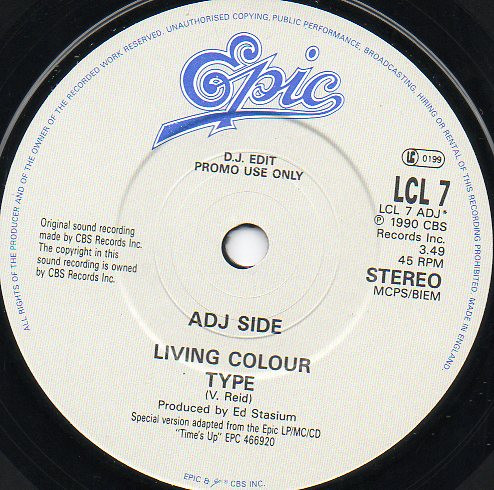 ALL RIGHTS OF THE PRODUCER AND OF THE OWNER OF THE RECORDED WORK RESERVED. UNAUTHORISED COPYING, PUBLIC PERFORMANCE, BROADCASTING, HIRING OR RENTAL OF THIS RECORDING PROHIBITED. MADE IN ENGLAND.
Epic
D.J. EDIT
PROMO USE ONLY
LC 0199
LCL 7
LCL 7 ADJ*
℗ 1990 CBS
Records Inc.
3.49
45 RPM
STEREO
MCPS/BIEM
Original sound recording
made by CBS Records Inc.
The copyright in this
sound recording is owned
by CBS Records Inc.
ADJ SIDE
LIVING COLOUR
TYPE
(V. Reid)
Produced by Ed Stasium
Special version adapted from the Epic LP/MC/CD
"Time's Up" EPC 466920
EPIC & CBS INC.